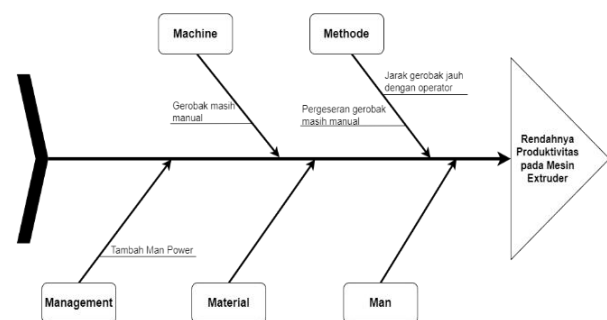 Machine
Methode
Jarak gerobak jauh
dengan operator
Gerobak masih
manual
Pergeseran gerobak
masih manual
Rendahnya
Produktivitas
pada Mesin
Extruder
Tambah Man Power
Management
Material
Man